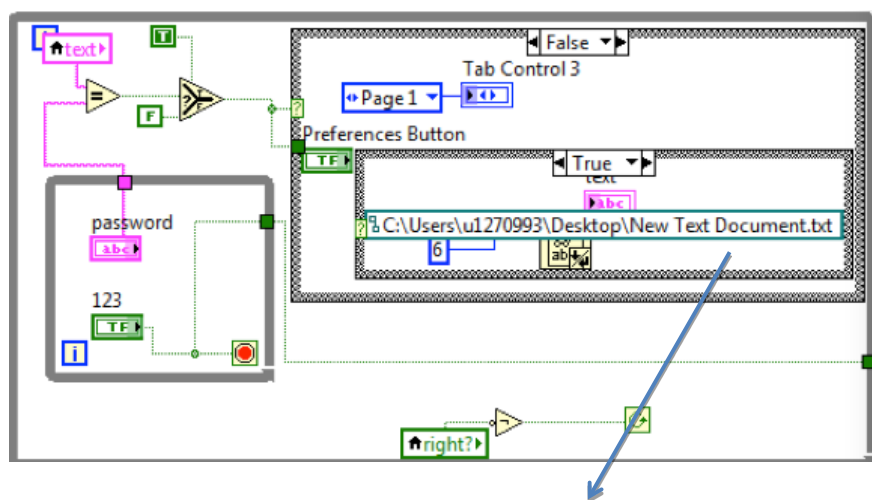 i
text
T
False
Tab Control 3
=
?
T
F
Page 1
F
?
Preferences Button
TF
True
text
abc
password
abc
? C:\Users\u1270993\Desktop\New Text Document.txt
6
ab
123
TF
i
right?